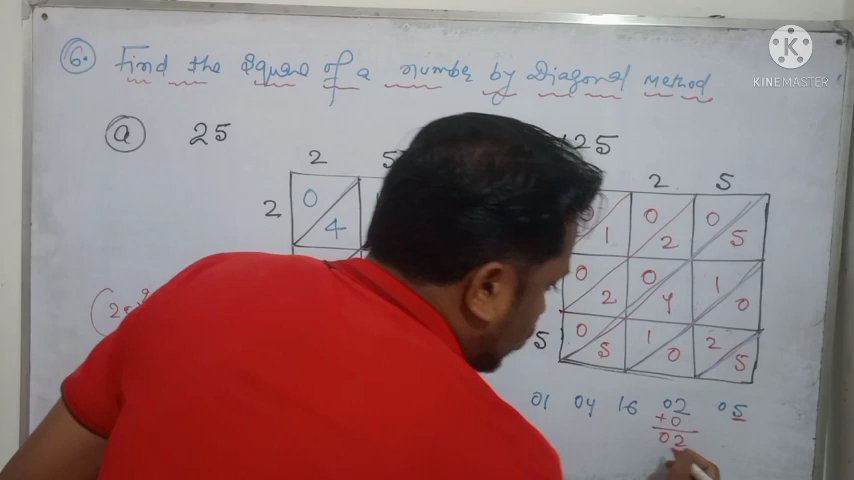 6. Find the Square of a number by Diagonal method
KINEMASTER
a 25
125
2 5
2 5
2
0 4
0 1 0 2 0 5
0 2 0 4 1 0
5
0 5 1 0 2 5
01 04 16 02 05
+0
02